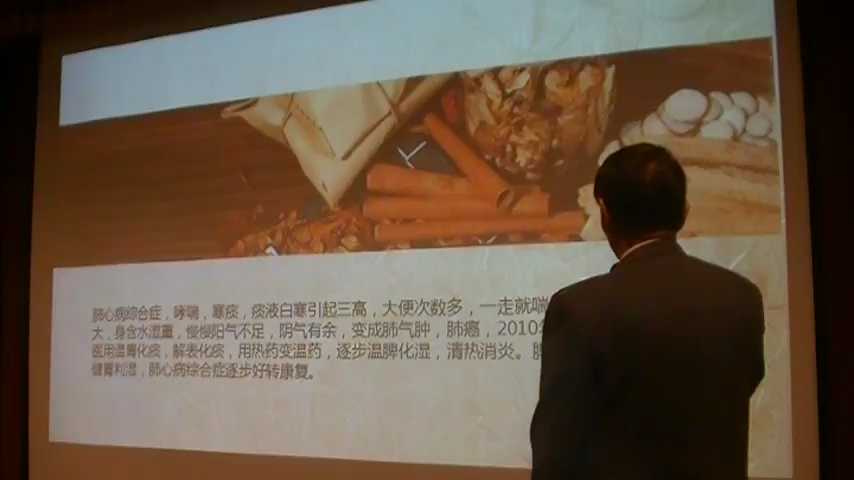 肺心病综合症，哮喘，寒痰，痰液白寒引起三高，大便次数多，一走就喘
大，身含水湿重，慢慢阳气不足，阴气有余，变成肺气肿，肺癌，2010
医用温胃化痰，解表化痰，用热药变温药，逐步温脾化湿，清热消炎。
健胃利湿，肺心病综合症逐步好转康复。